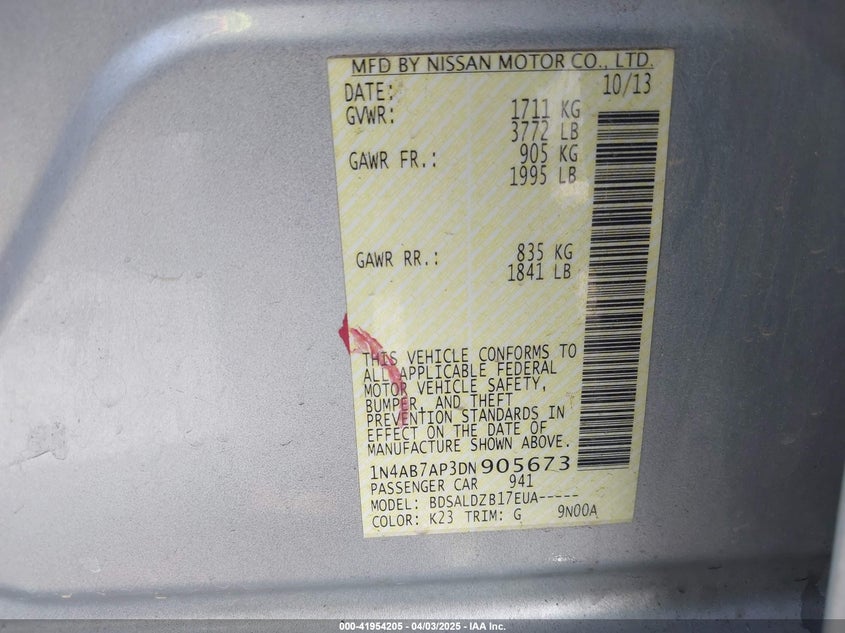 MFD BY NISSAN MOTOR CO., LTD.
DATE: 10/13
GVWR: 1711 KG
3772 LB
GAWR FR.: 905 KG
1995 LB
GAWR RR.: 835 KG
1841 LB
THIS VEHICLE CONFORMS TO
ALL APPLICABLE FEDERAL
MOTOR VEHICLE SAFETY,
BUMPER, AND THEFT
PREVENTION STANDARDS IN
EFFECT ON THE DATE OF
MANUFACTURE SHOWN ABOVE.
1N4AB7AP3DN905673
PASSENGER CAR 941
MODEL: BDSALDZB17EUA-----
COLOR: K23 TRIM: G 9N00A
000-41954205 - 04/03/2025 - IAA Inc.